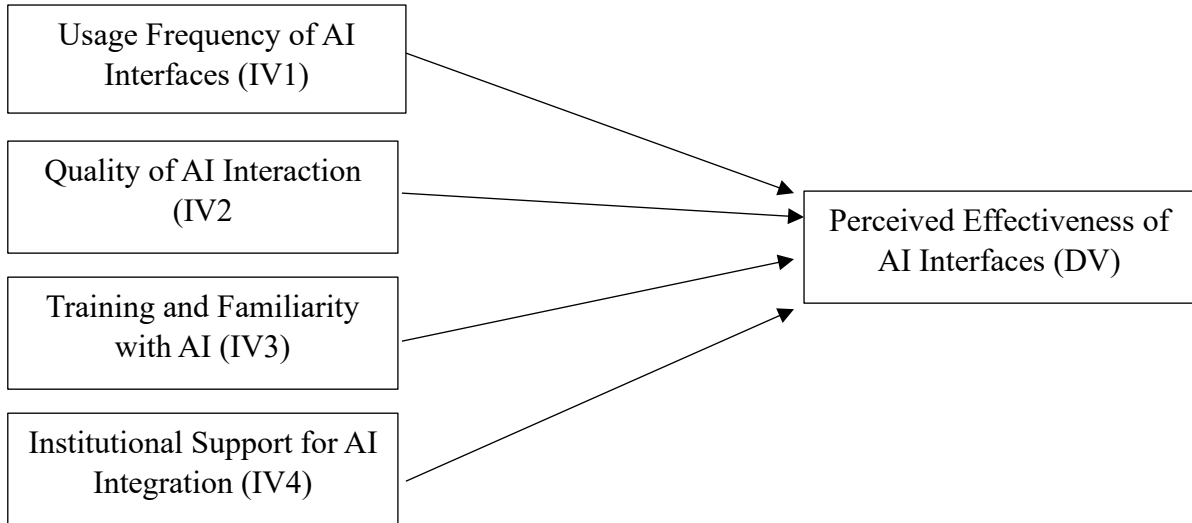 Usage Frequency of AI
Interfaces (IV1)
Quality of AI Interaction
(IV2
Training and Familiarity
with AI (IV3)
Institutional Support for AI
Integration (IV4)
Perceived Effectiveness of
AI Interfaces (DV)